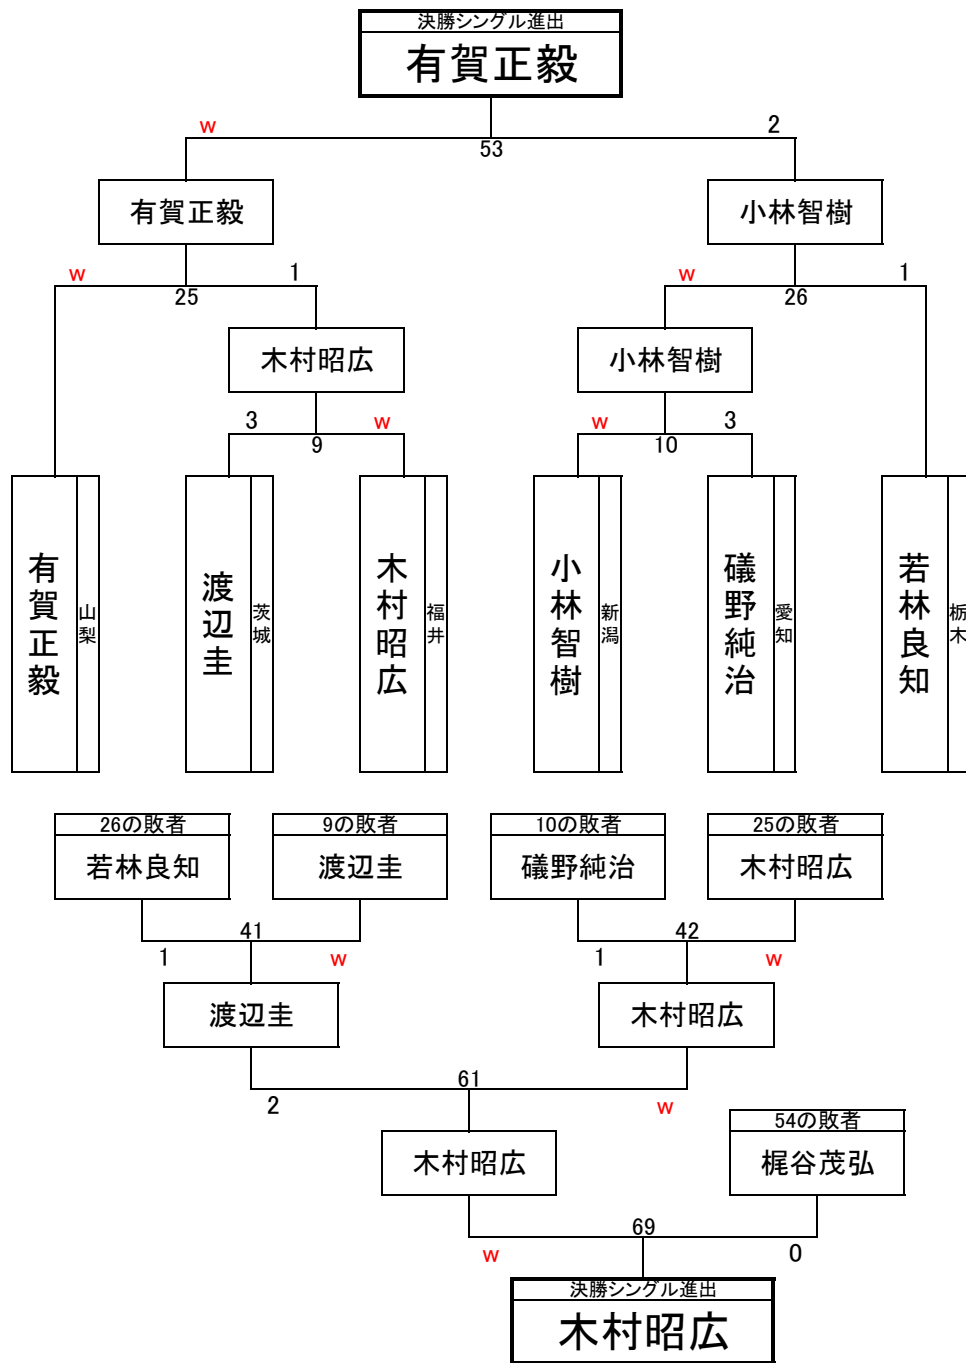 決勝シングル進出
有賀正毅
w
2
53
有賀正毅
小林智樹
w
1
w
1
25
26
木村昭広
小林智樹
3
w
w
3
9
10
有賀正毅
山梨
渡辺圭
茨城
木村昭広
福井
小林智樹
新潟
礒野純治
愛知
若林良知
栃木
26の敗者
9の敗者
10の敗者
25の敗者
若林良知
渡辺圭
礒野純治
木村昭広
41
42
1
w
1
w
渡辺圭
木村昭広
61
2
w
54の敗者
木村昭広
梶谷茂弘
69
w
0
決勝シングル進出
木村昭広